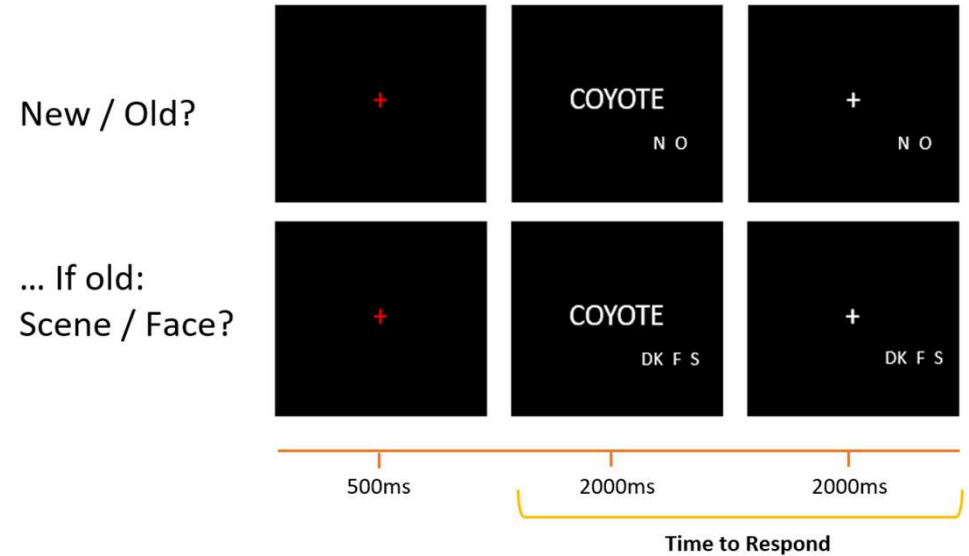 New / Old?
+
COYOTE
N O
+
N O
... If old:
Scene / Face?
+
COYOTE
DK F S
+
DK F S
500ms
2000ms
2000ms
Time to Respond